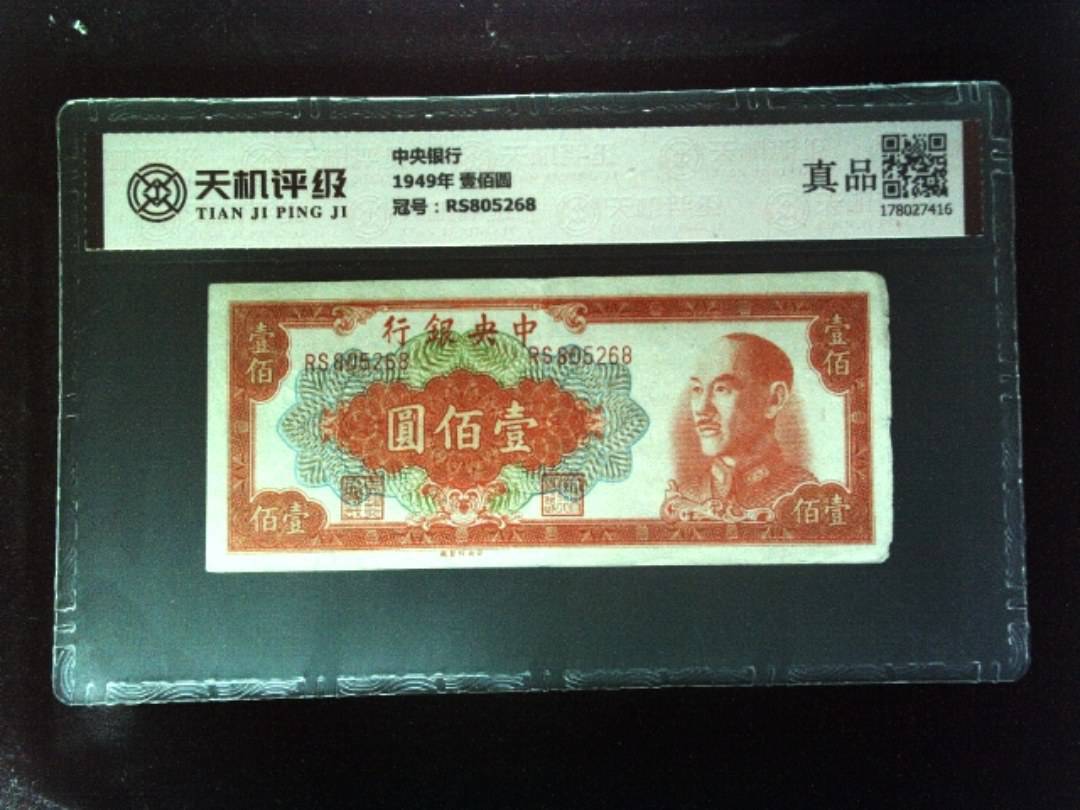 天机评级
TIAN JI PING JI
中央银行
1949年 壹佰圆
冠号：RS805268
真品
178027416
行銀央中
RS805268 RS805268
壹佰
壹佰
圓佰壹
佰壹
佰壹